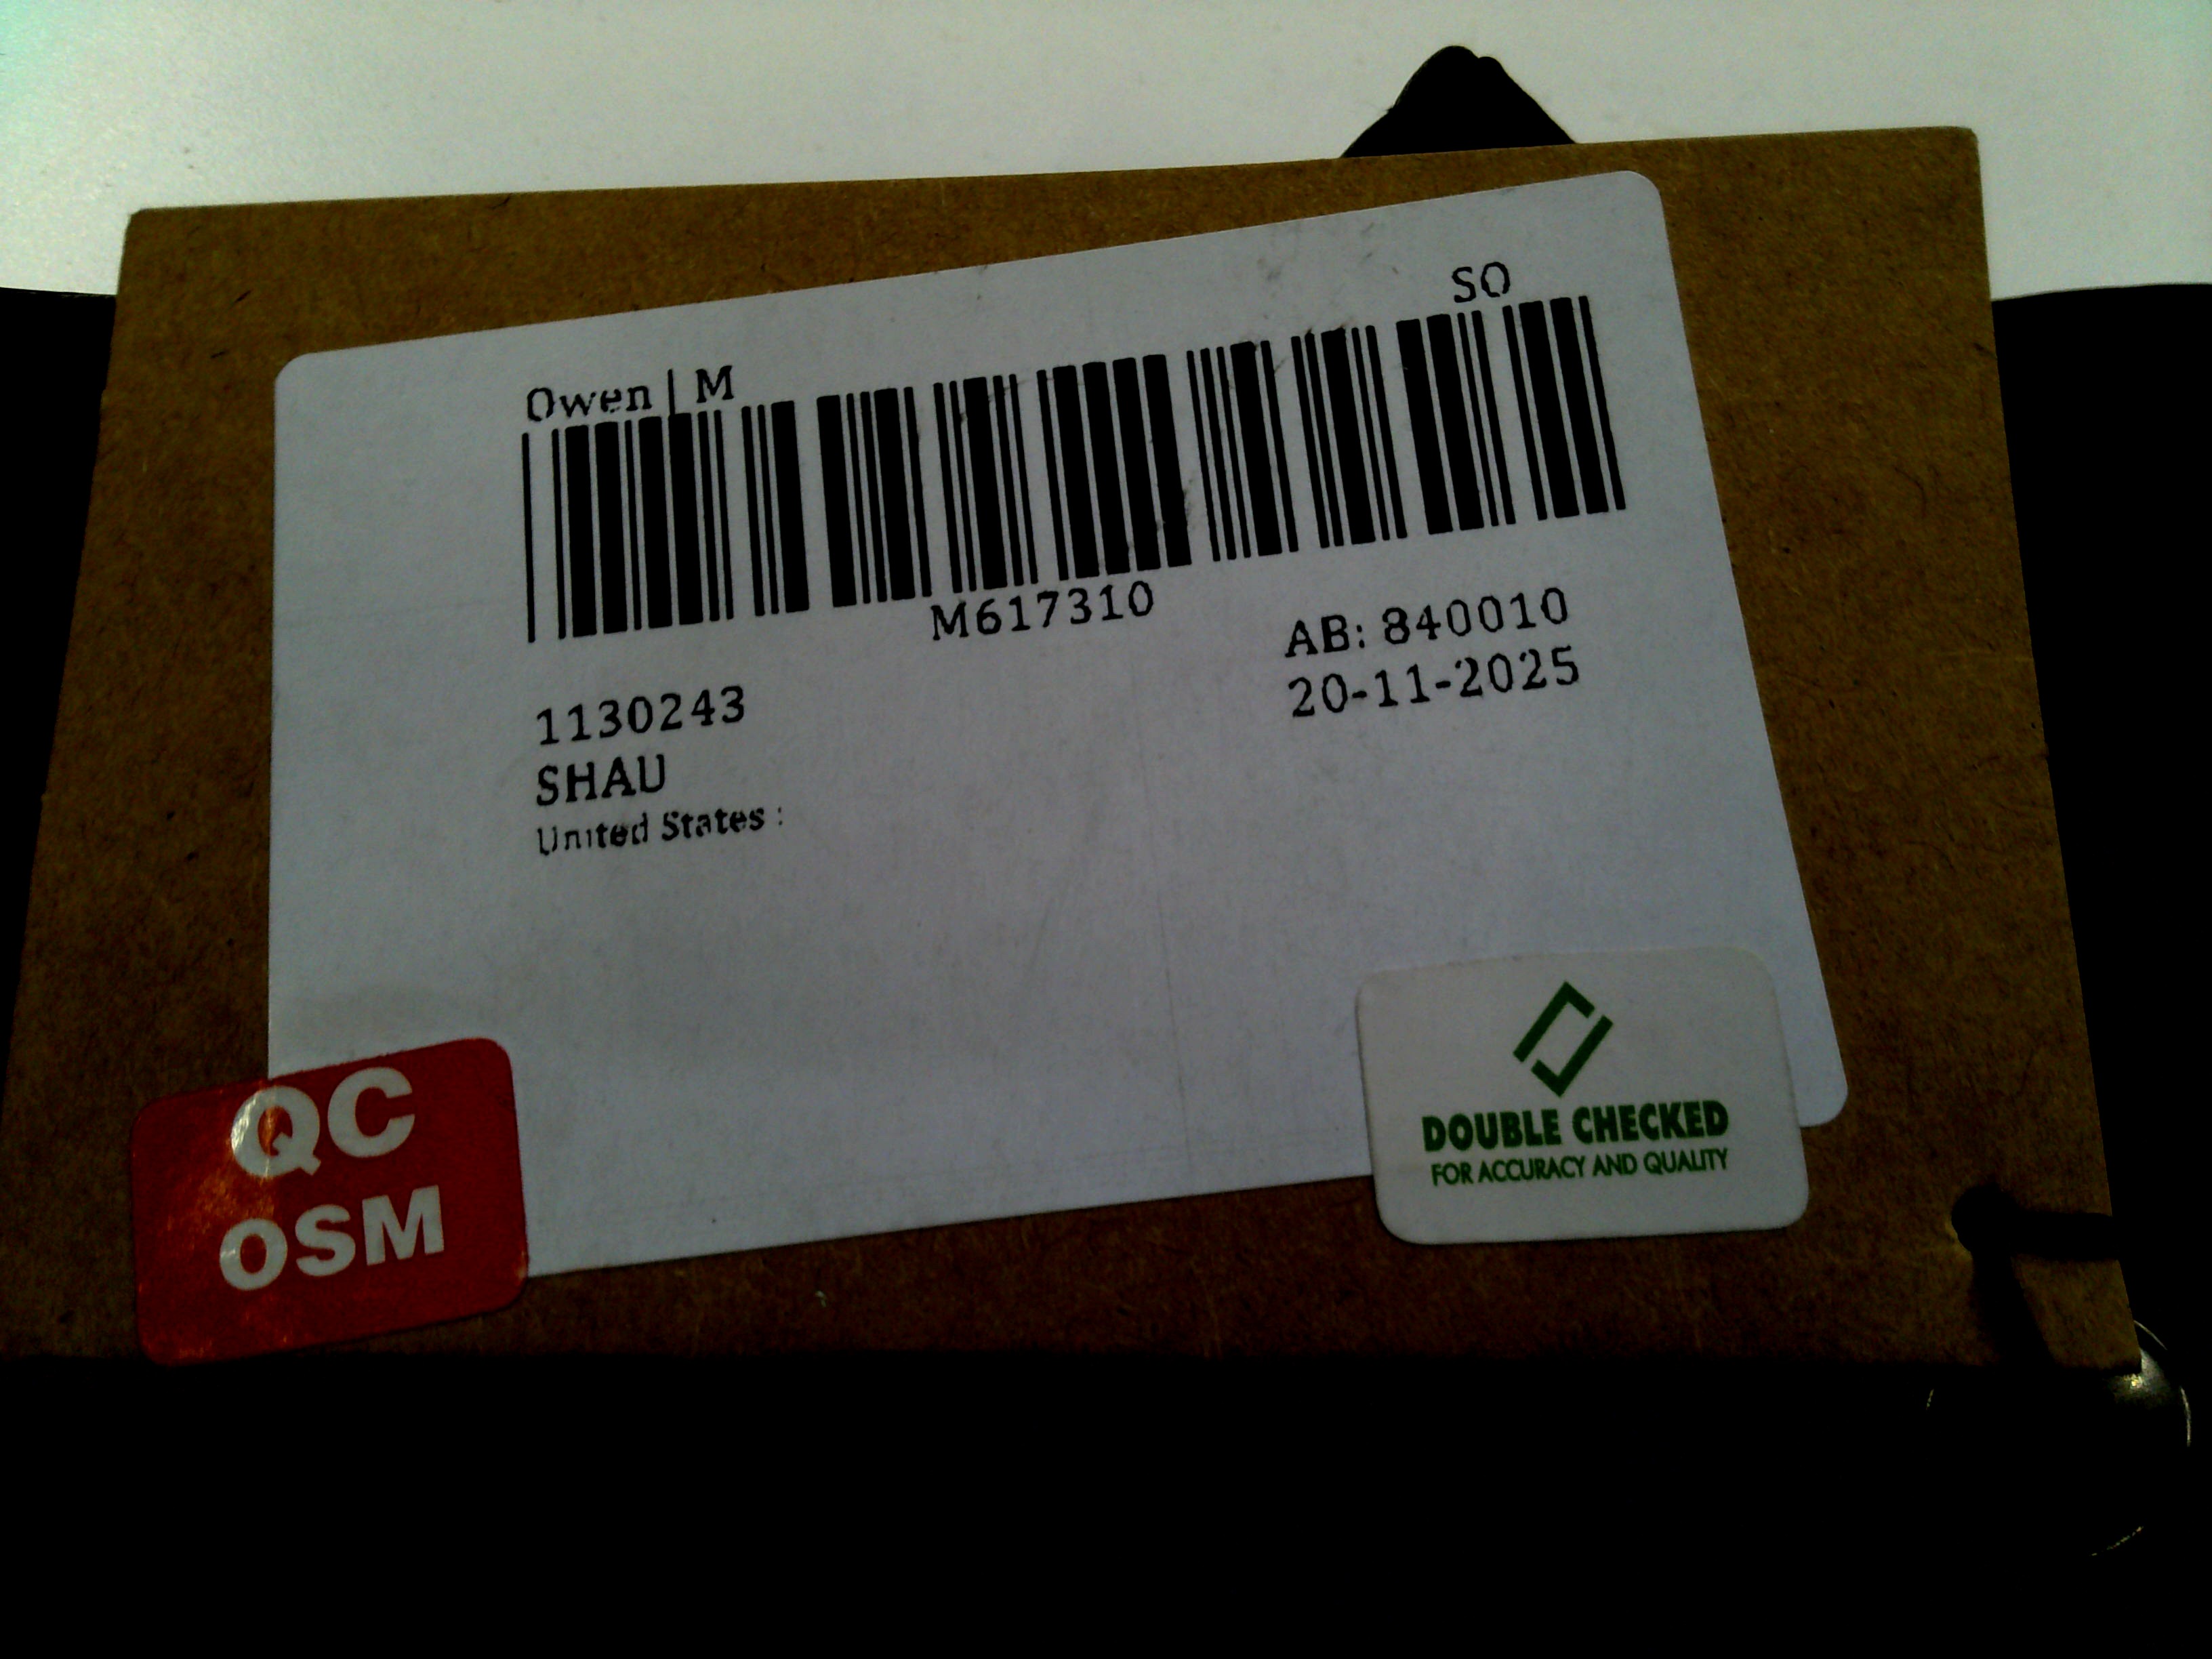 SO
Owen | M
M617310
AB: 840010
20-11-2025
1130243
SHAU
United States :
QC
OSM
DOUBLE CHECKED
FOR ACCURACY AND QUALITY